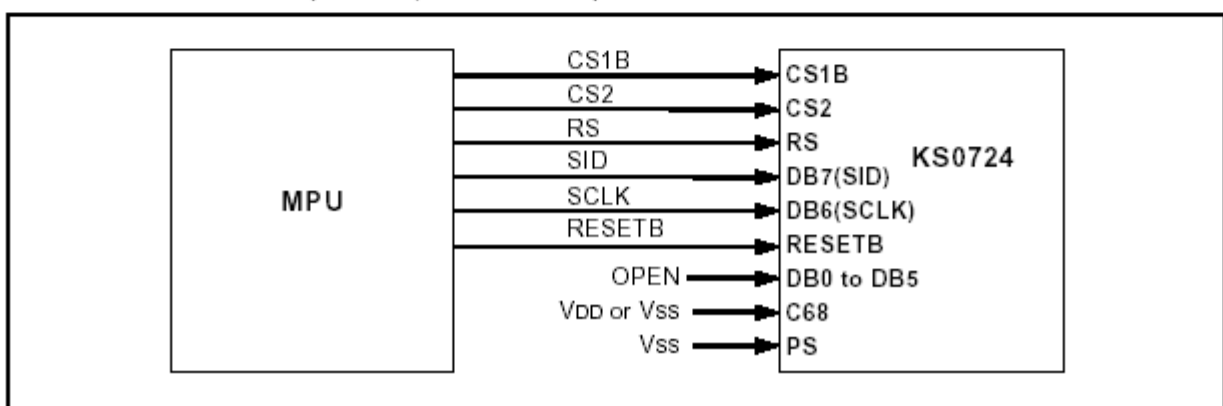 CS1B
CS2
RS
SID
SCLK
RESETB
OPEN
VDD or VSS
VSS
MPU
CS1B
CS2
RS
DB7(SID)
DB6(SCLK)
RESETB
DB0 to DB5
C68
PS
KS0724